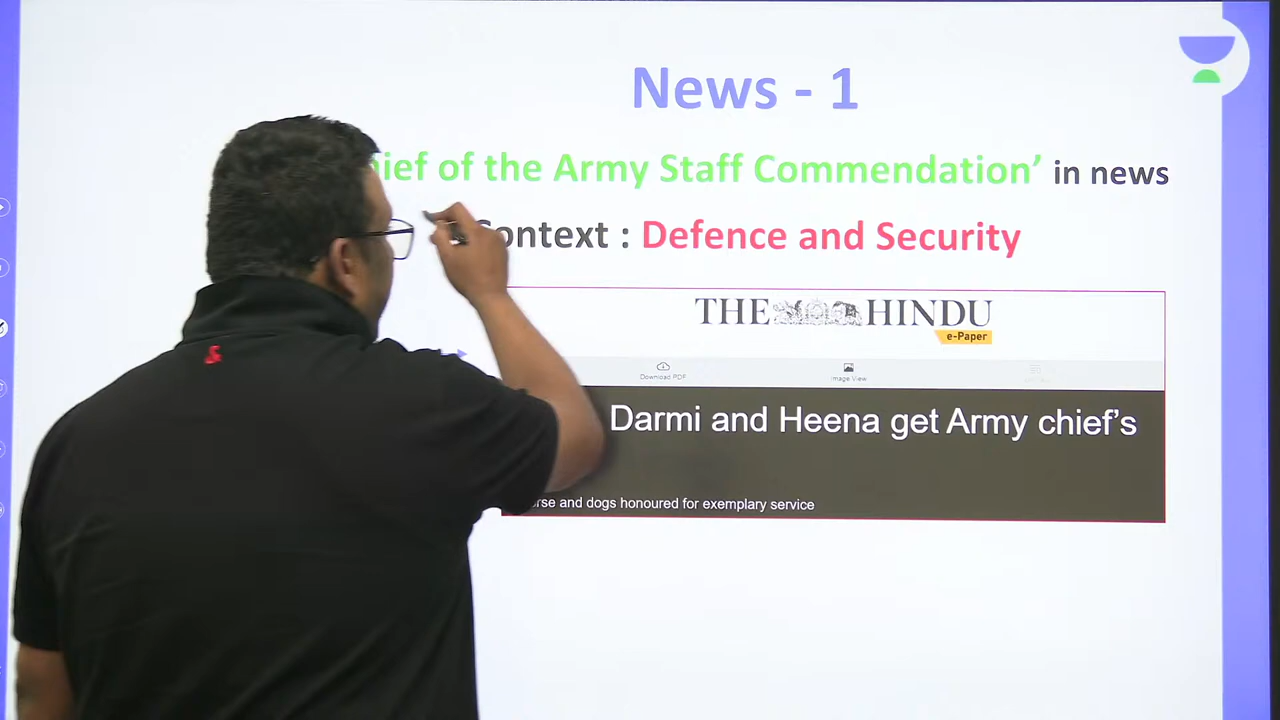 News - 1
hief of the Army Staff Commendation’ in news
ontext : Defence and Security
THE HINDU
e-Paper
Download PDF
Image View
Darmi and Heena get Army chief’s
rse and dogs honoured for exemplary service